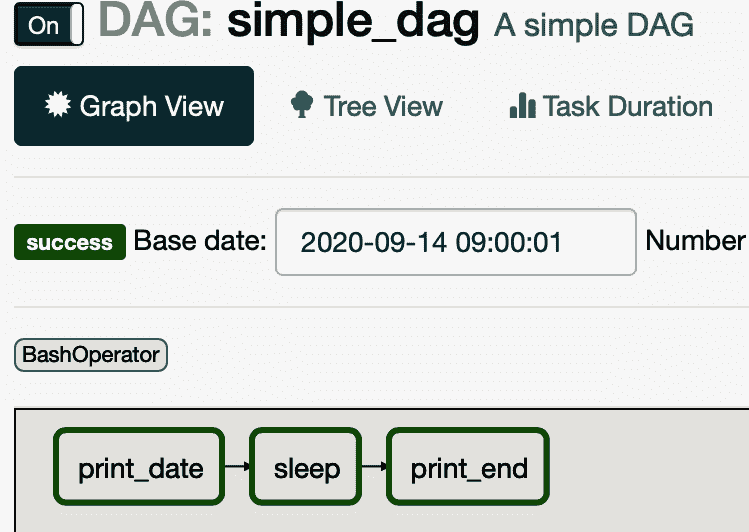 On DAG: simple_dag A simple DAG
Graph View Tree View Task Duration
success Base date: 2020-09-14 09:00:01 Number
BashOperator
print_date sleep print_end